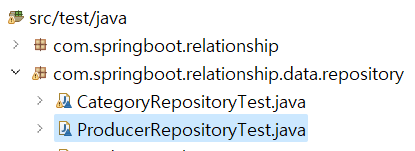 src/test/java
com.springboot.relationship
com.springboot.relationship.data.repository
CategoryRepositoryTest.java
ProducerRepositoryTest.java